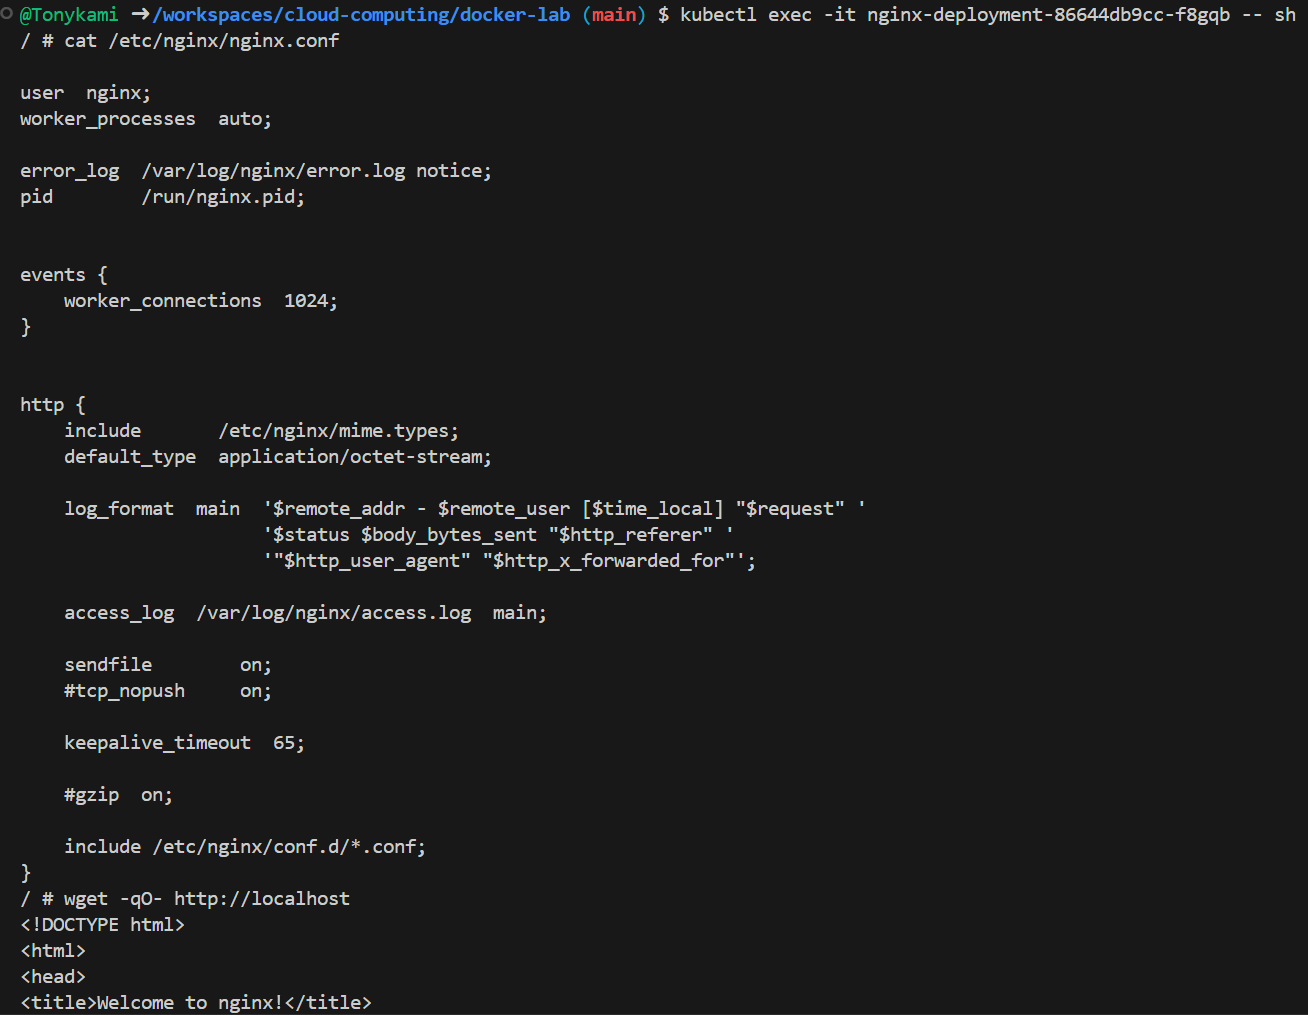 @Tonykami ➜/workspaces/cloud-computing/docker-lab (main) $ kubectl exec -it nginx-deployment-86644db9cc-f8gqb -- sh
/ # cat /etc/nginx/nginx.conf

user  nginx;
worker_processes  auto;

error_log  /var/log/nginx/error.log notice;
pid        /run/nginx.pid;


events {
    worker_connections  1024;
}


http {
    include       /etc/nginx/mime.types;
    default_type  application/octet-stream;

    log_format  main  '$remote_addr - $remote_user [$time_local] "$request" '
                      '$status $body_bytes_sent "$http_referer" '
                      '"$http_user_agent" "$http_x_forwarded_for"';

    access_log  /var/log/nginx/access.log  main;

    sendfile        on;
    #tcp_nopush     on;

    keepalive_timeout  65;

    #gzip  on;

    include /etc/nginx/conf.d/*.conf;
}
/ # wget -qO- http://localhost
<!DOCTYPE html>
<html>
<head>
<title>Welcome to nginx!</title>